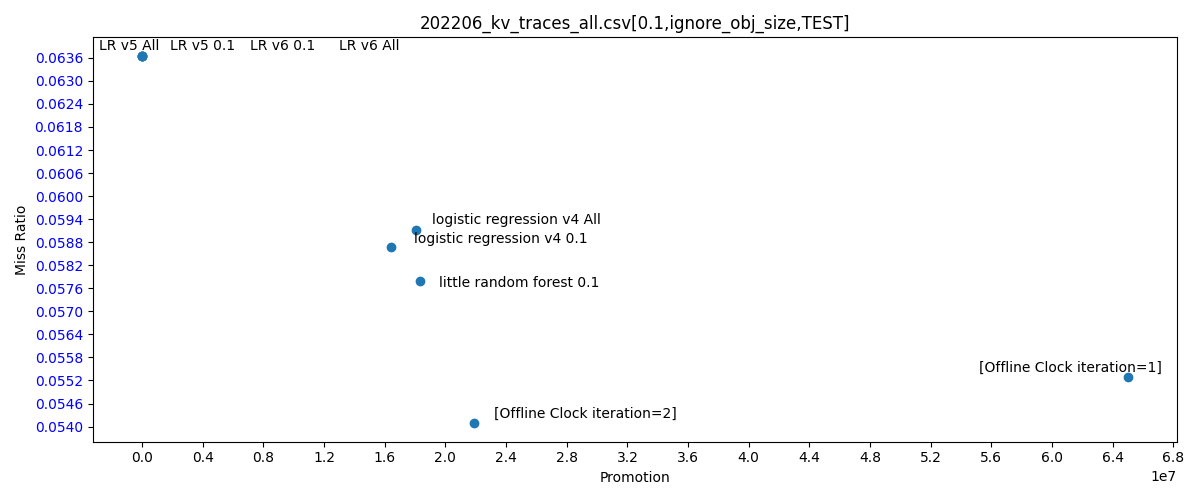 202206_kv_traces_all.csv[0.1,ignore_obj_size,TEST]
LR v5 All LR v5 0.1 LR v6 0.1 LR v6 All
0.0636
0.0630
0.0624
0.0618
0.0612
0.0606
0.0600
0.0594
0.0588
0.0582
0.0576
0.0570
0.0564
0.0558
0.0552
0.0546
0.0540
Miss Ratio
logistic regression v4 All
logistic regression v4 0.1
little random forest 0.1
[Offline Clock iteration=1]
[Offline Clock iteration=2]
0.0 0.4 0.8 1.2 1.6 2.0 2.4 2.8 3.2 3.6 4.0 4.4 4.8 5.2 5.6 6.0 6.4 6.8
1e7
Promotion